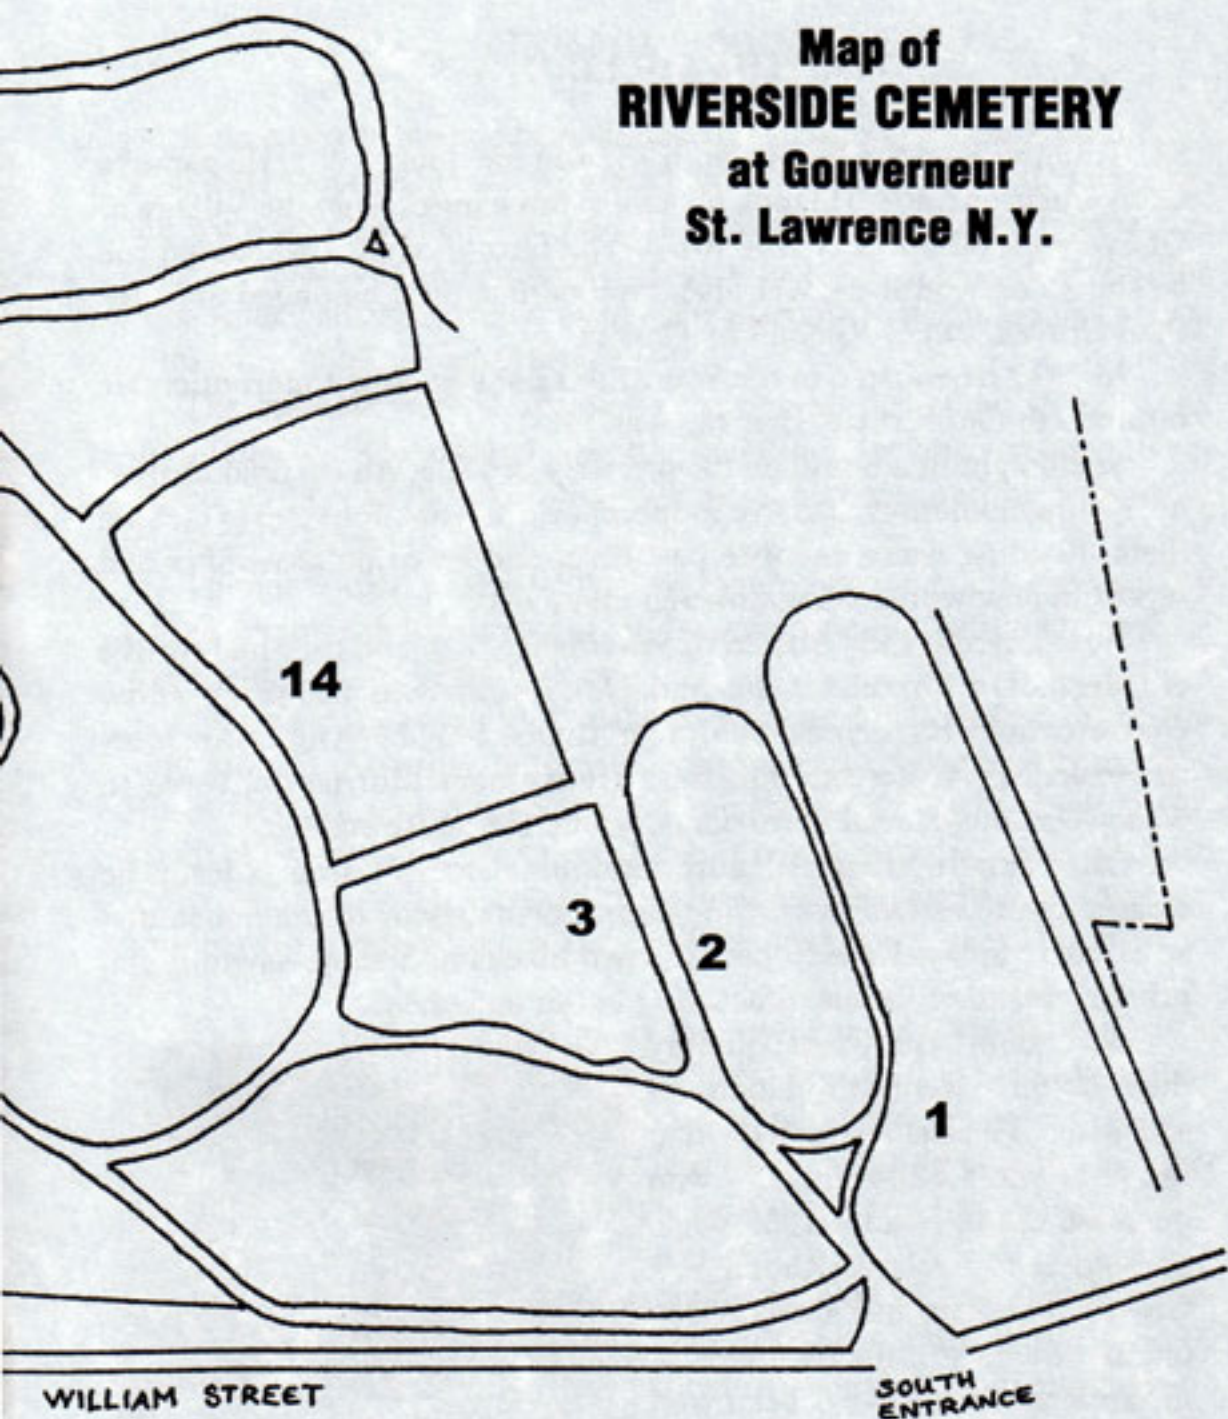 Map of
RIVERSIDE CEMETERY
at Gouverneur
St. Lawrence N.Y.
14
3
2
1
WILLIAM STREET
SOUTH
ENTRANCE